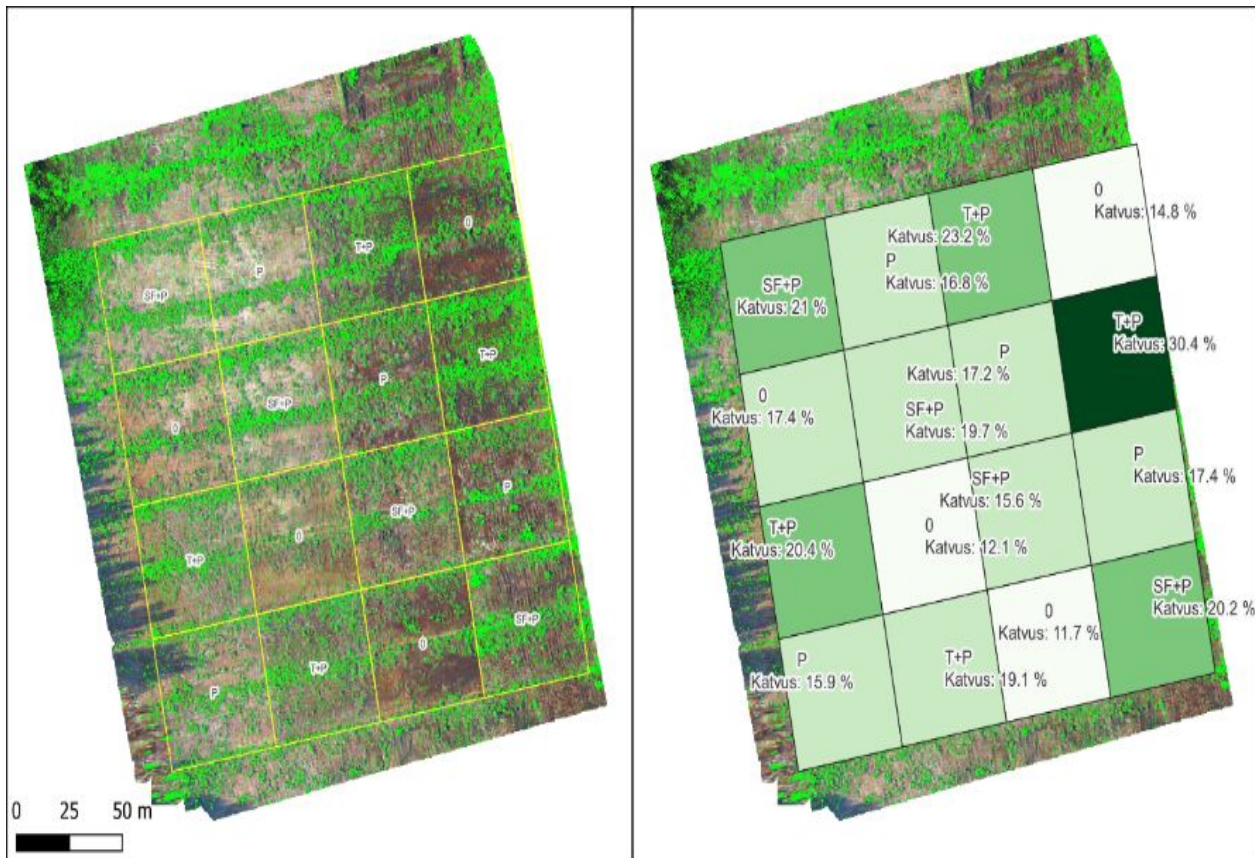 SF+P
P
T+P
0
0
SF+P
P
T+P
T+P
0
SF+P
P
P
T+P
0
SF+P
0 25 50 m
0
Katvus: 14.8 %
T+P
Katvus: 23.2 %
P
Katvus: 16.8 %
SF+P
Katvus: 21 %
T+P
Katvus: 30.4 %
P
Katvus: 17.2 %
0
Katvus: 17.4 %
SF+P
Katvus: 19.7 %
P
Katvus: 17.4 %
SF+P
Katvus: 15.6 %
0
Katvus: 12.1 %
T+P
Katvus: 20.4 %
SF+P
Katvus: 20.2 %
0
Katvus: 11.7 %
T+P
Katvus: 19.1 %
P
Katvus: 15.9 %